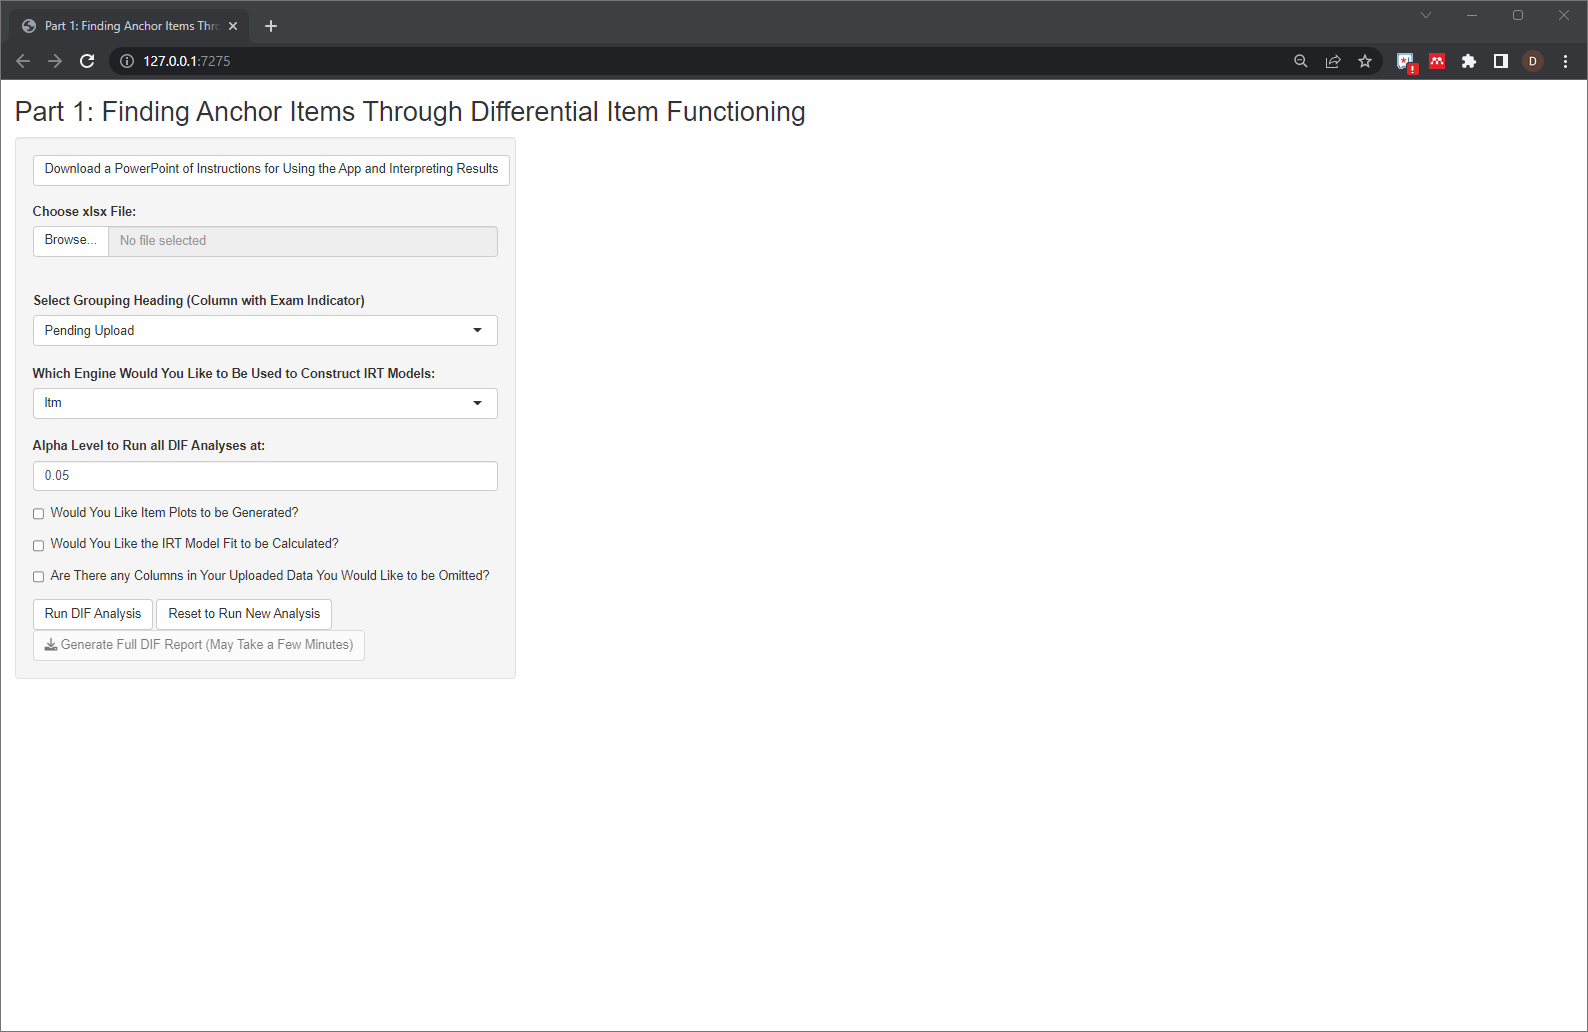 Part 1: Finding Anchor Items Thr
127.0.0.1:7275
D
Part 1: Finding Anchor Items Through Differential Item Functioning
Download a PowerPoint of Instructions for Using the App and Interpreting Results
Choose xlsx File:
Browse... No file selected
Select Grouping Heading (Column with Exam Indicator)
Pending Upload
Which Engine Would You Like to Be Used to Construct IRT Models:
ltm
Alpha Level to Run all DIF Analyses at:
0.05
Would You Like Item Plots to be Generated?
Would You Like the IRT Model Fit to be Calculated?
Are There any Columns in Your Uploaded Data You Would Like to be Omitted?
Run DIF Analysis Reset to Run New Analysis
Generate Full DIF Report (May Take a Few Minutes)